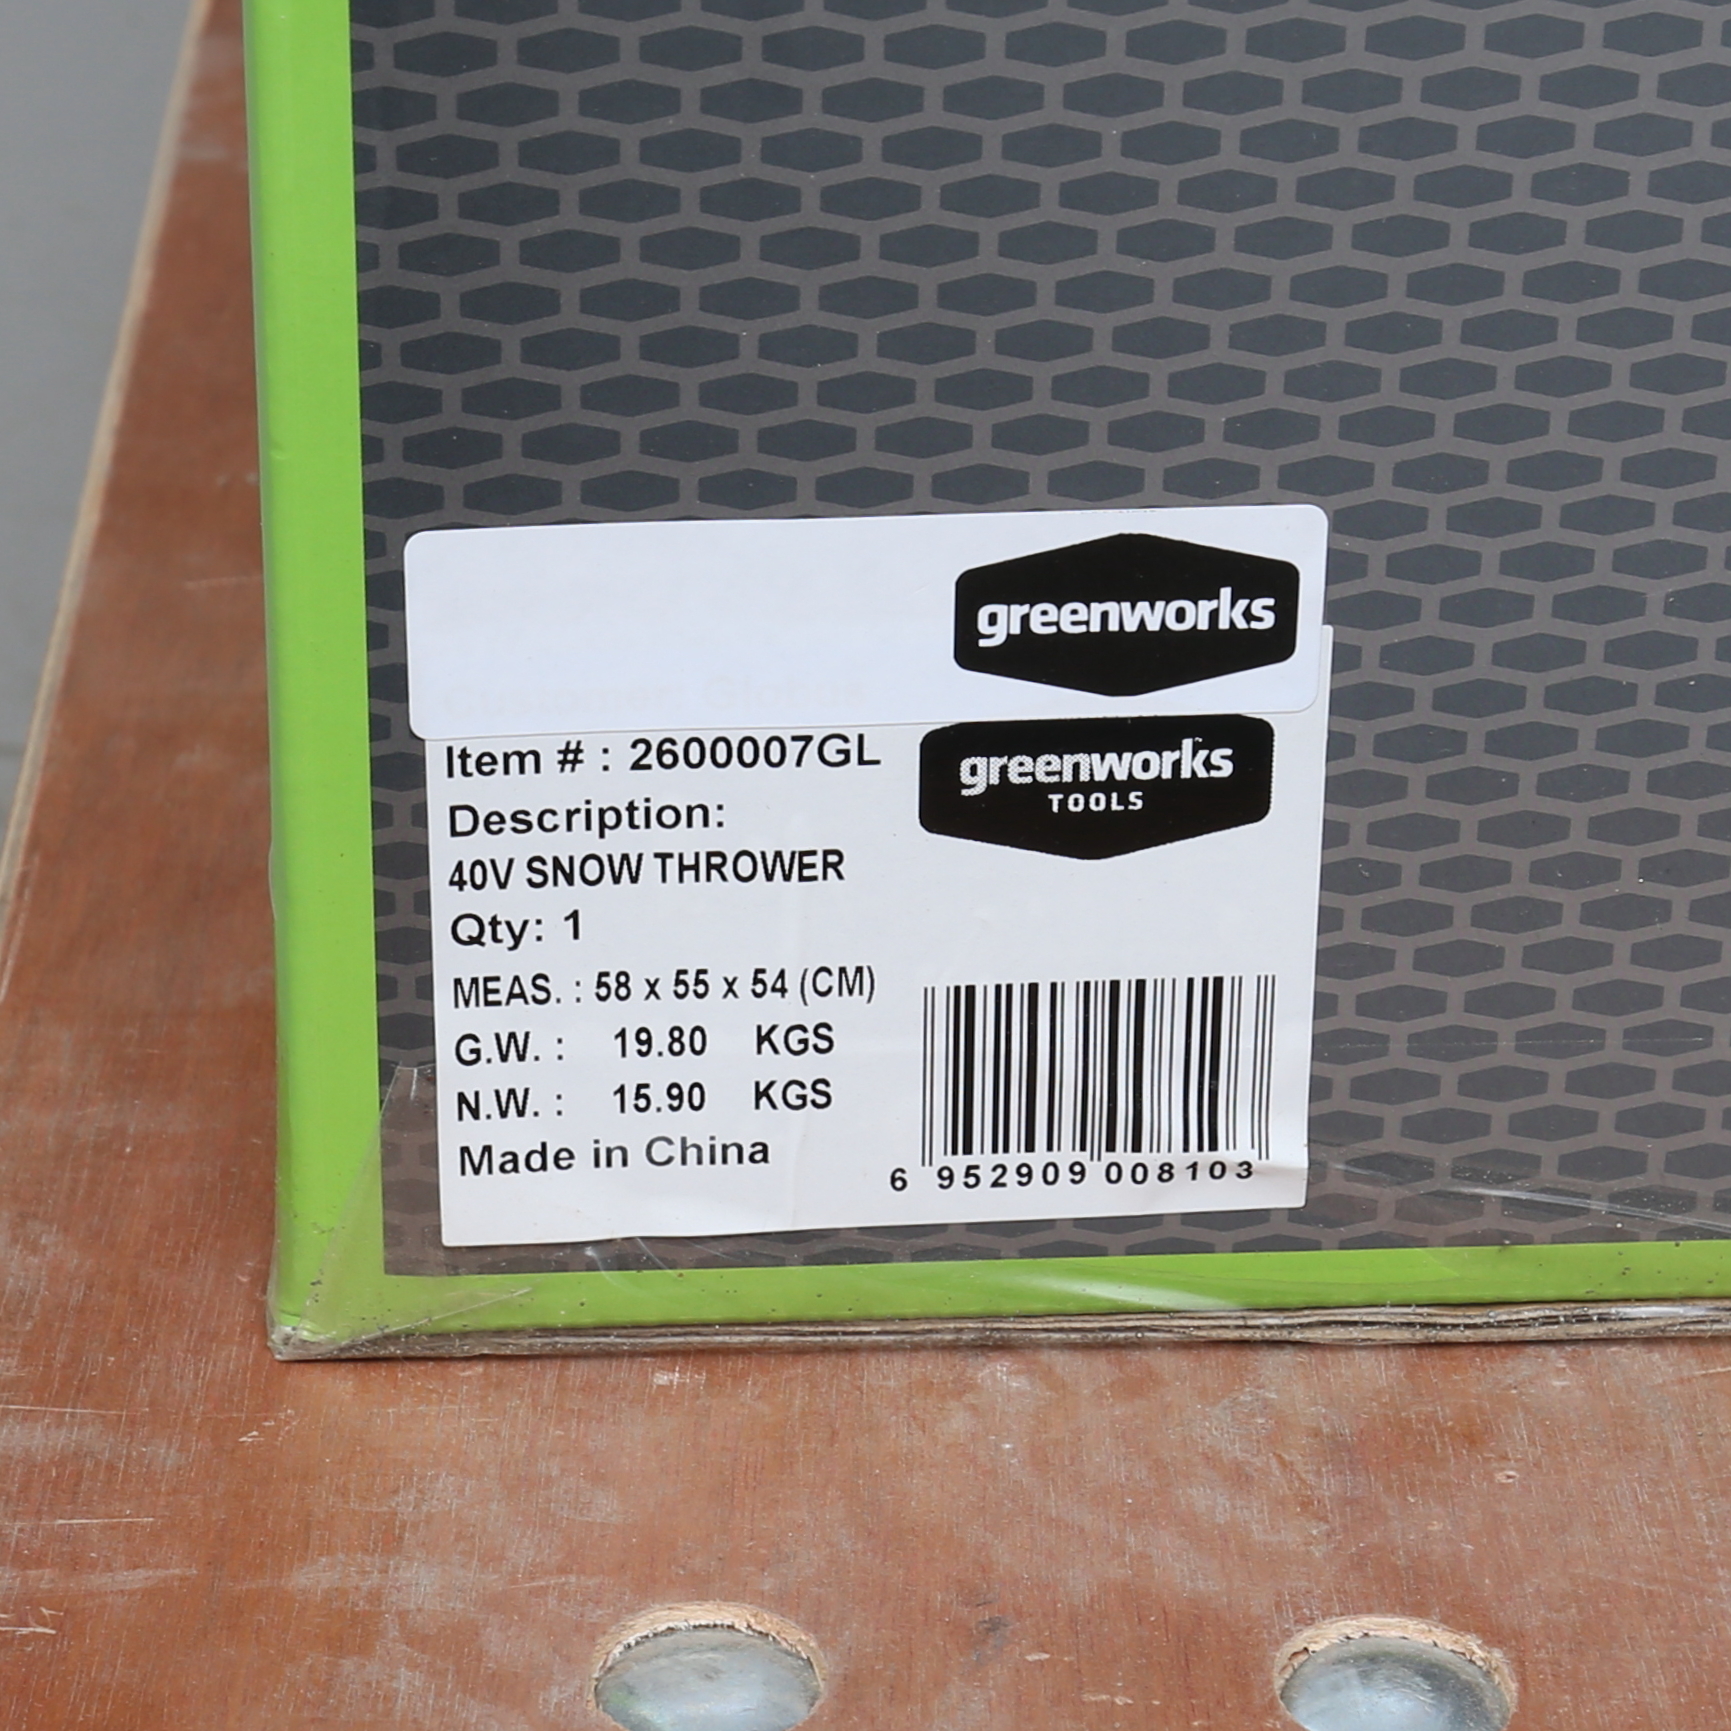 greenworks
Item # : 2600007GL
greenworks
TOOLS
Description:
40V SNOW THROWER
Qty: 1
MEAS. : 58 x 55 x 54 (CM)
G.W. : 19.80 KGS
N.W. : 15.90 KGS
Made in China
6 952909 008103